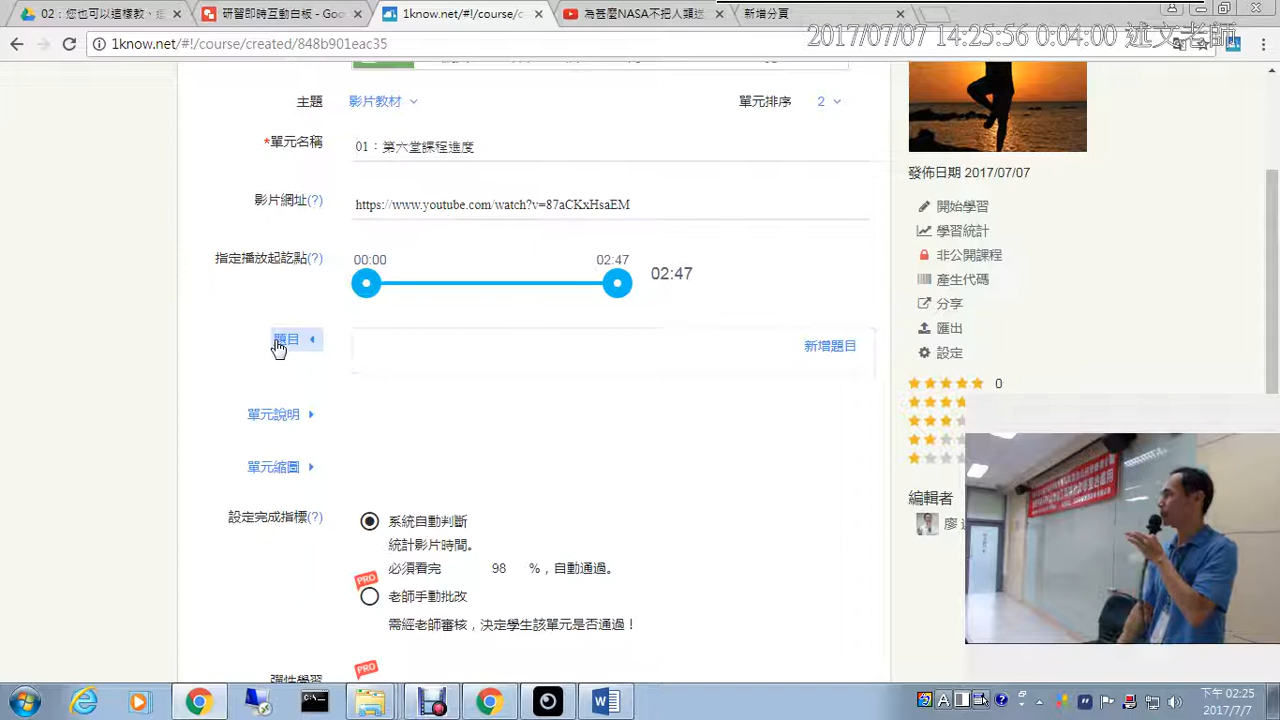 02：您也可以這樣教．
研習即時互動白板 - Go
1know.net/#!/course/c
為甚麼NASA不把人類送
新分頁
1know.net/#!/course/created/848b901eac35
2017/07/07 14:25:56 0:04:00 述文老師
主題 影片教材 單元排序 2
*單元名稱 01：第六堂課程進度
發佈日期 2017/07/07
影片網址(?) https://www.youtube.com/watch?v=87aCKxHsaEM
開始學習
學習統計
指定播放起訖點(?) 00:00 02:47 02:47
非公開課程
產生代碼
分享
匯出
題目 新增題目
設定
0
單元說明
單元縮圖
編輯者
廖
設定完成指標(?) 系統自動判斷
統計影片時間。
必須看完 98 %，自動通過。
PRO
老師手動批改
需經老師審核，決定學生該單元是否通過！
PRO
彈性學習
下午 02:25
2017/7/7